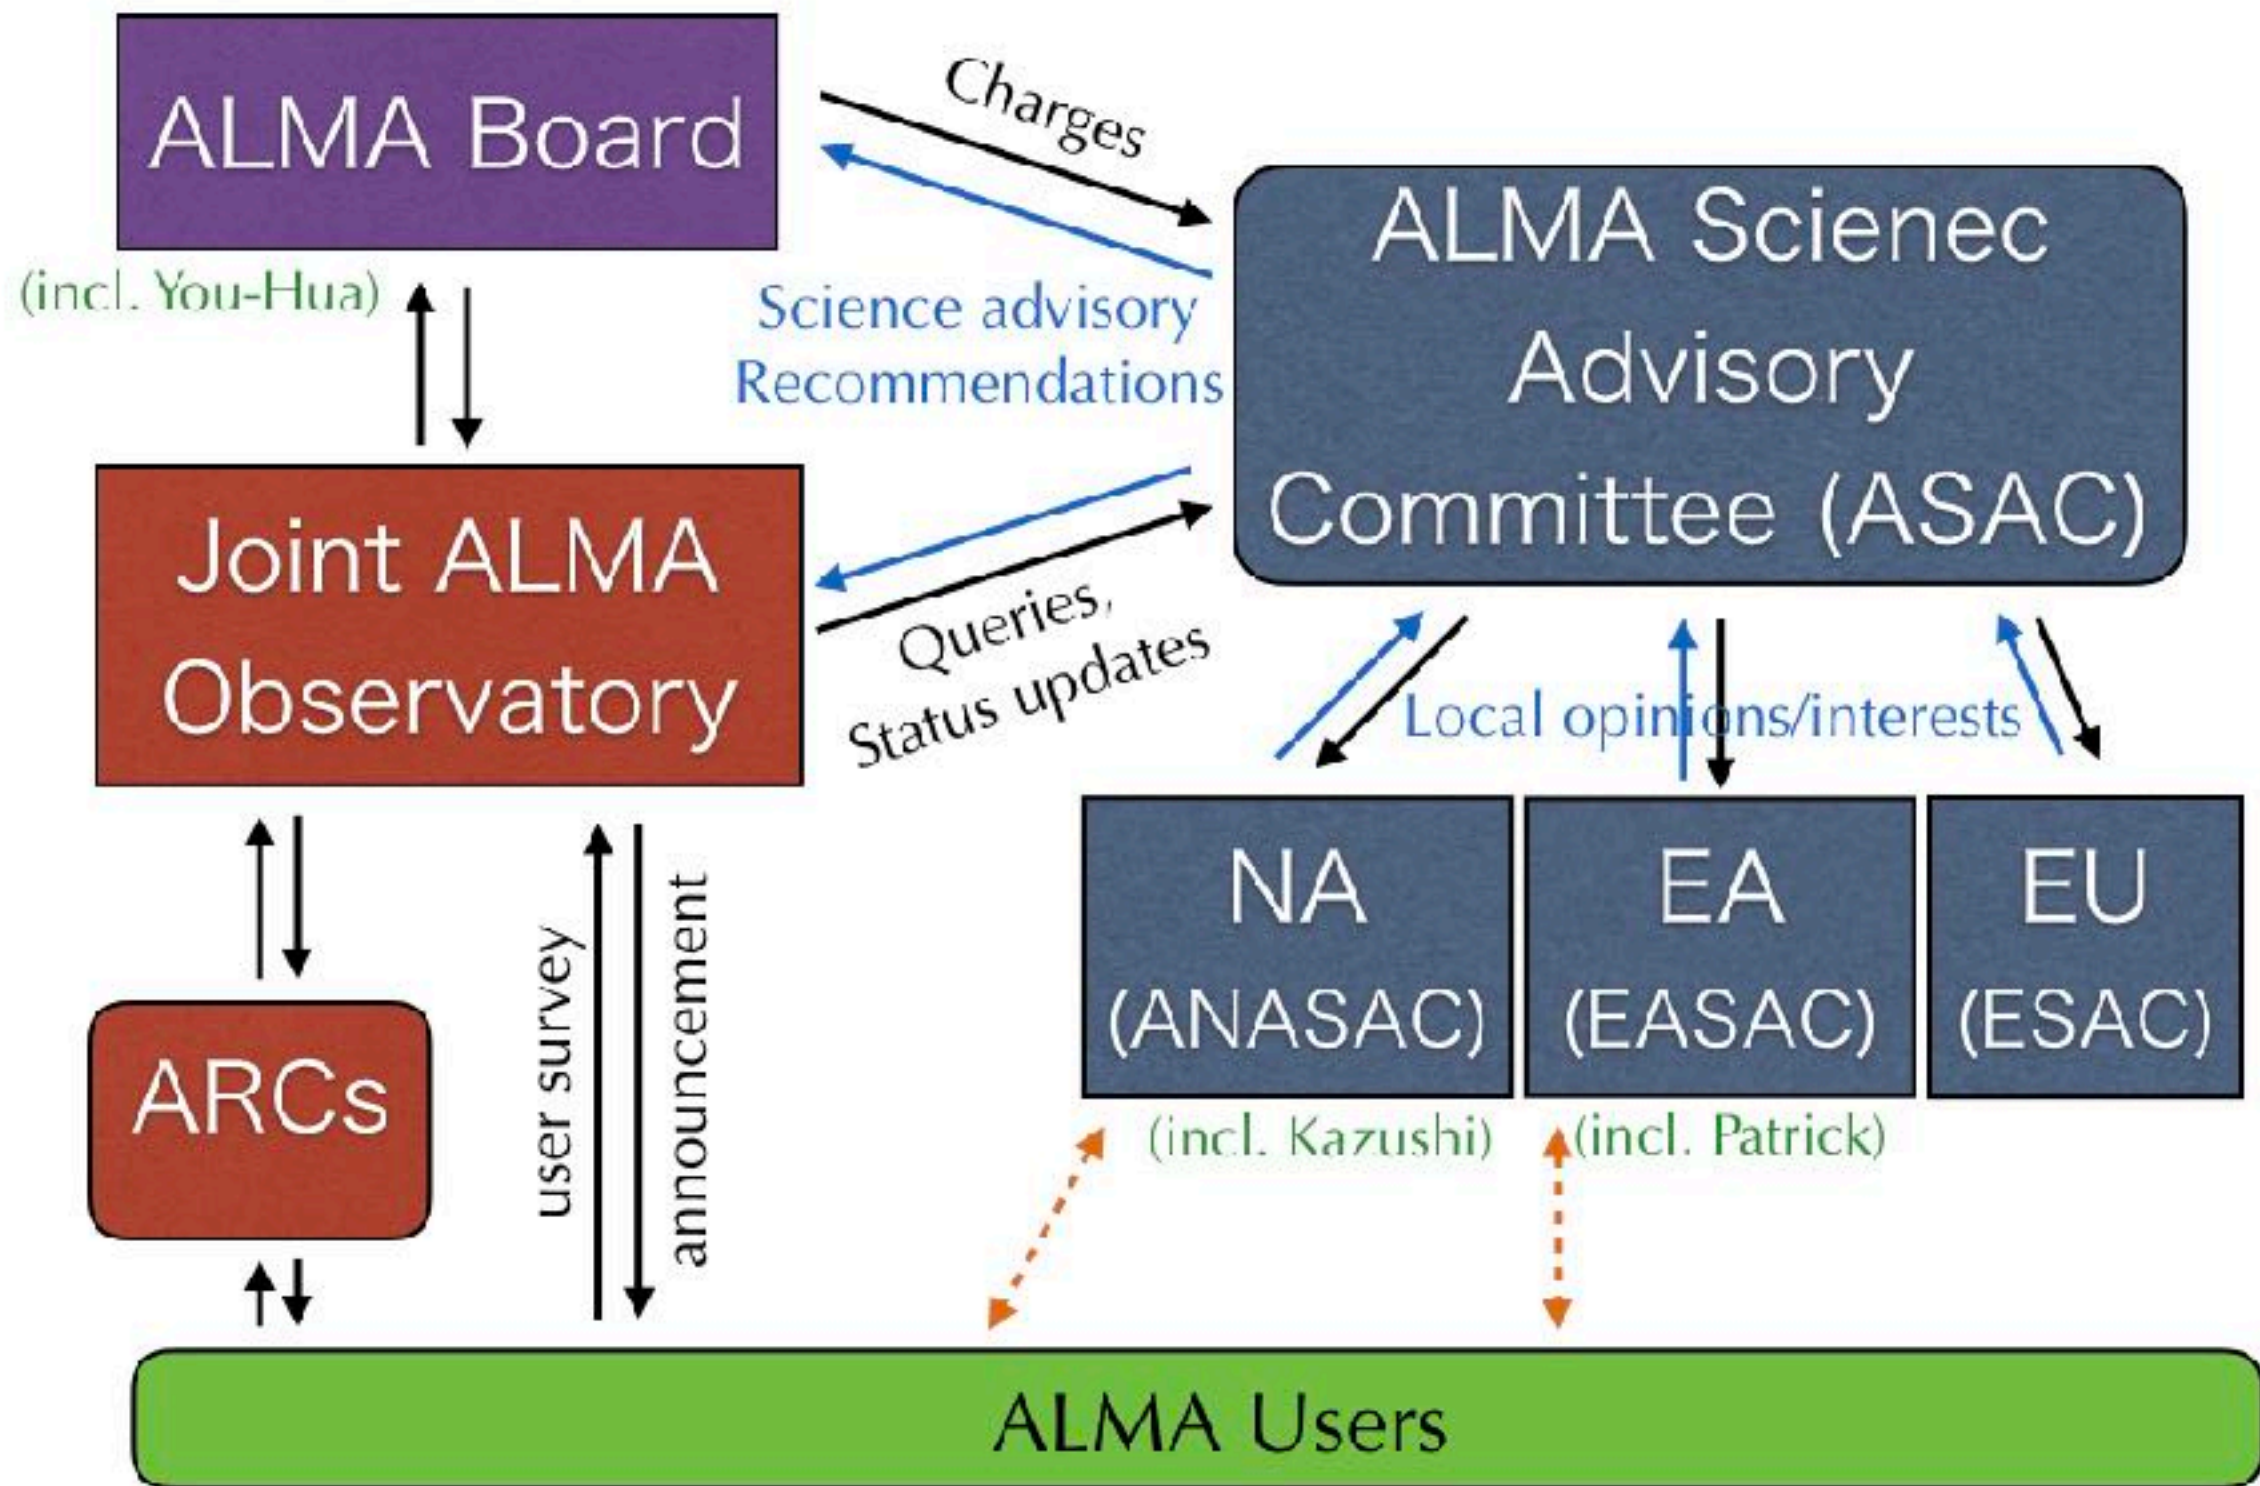 ALMA Board
(incl. You-Hua)
Charges
Science advisory
Recommendations
ALMA Scienec
Advisory
Committee (ASAC)
Joint ALMA
Observatory
Queries,
Status updates
Local opinions/interests
NA
(ANASAC)
(incl. Kazushi)
EA
(EASAC)
(incl. Patrick)
EU
(ESAC)
ARCs
user survey
announcement
ALMA Users